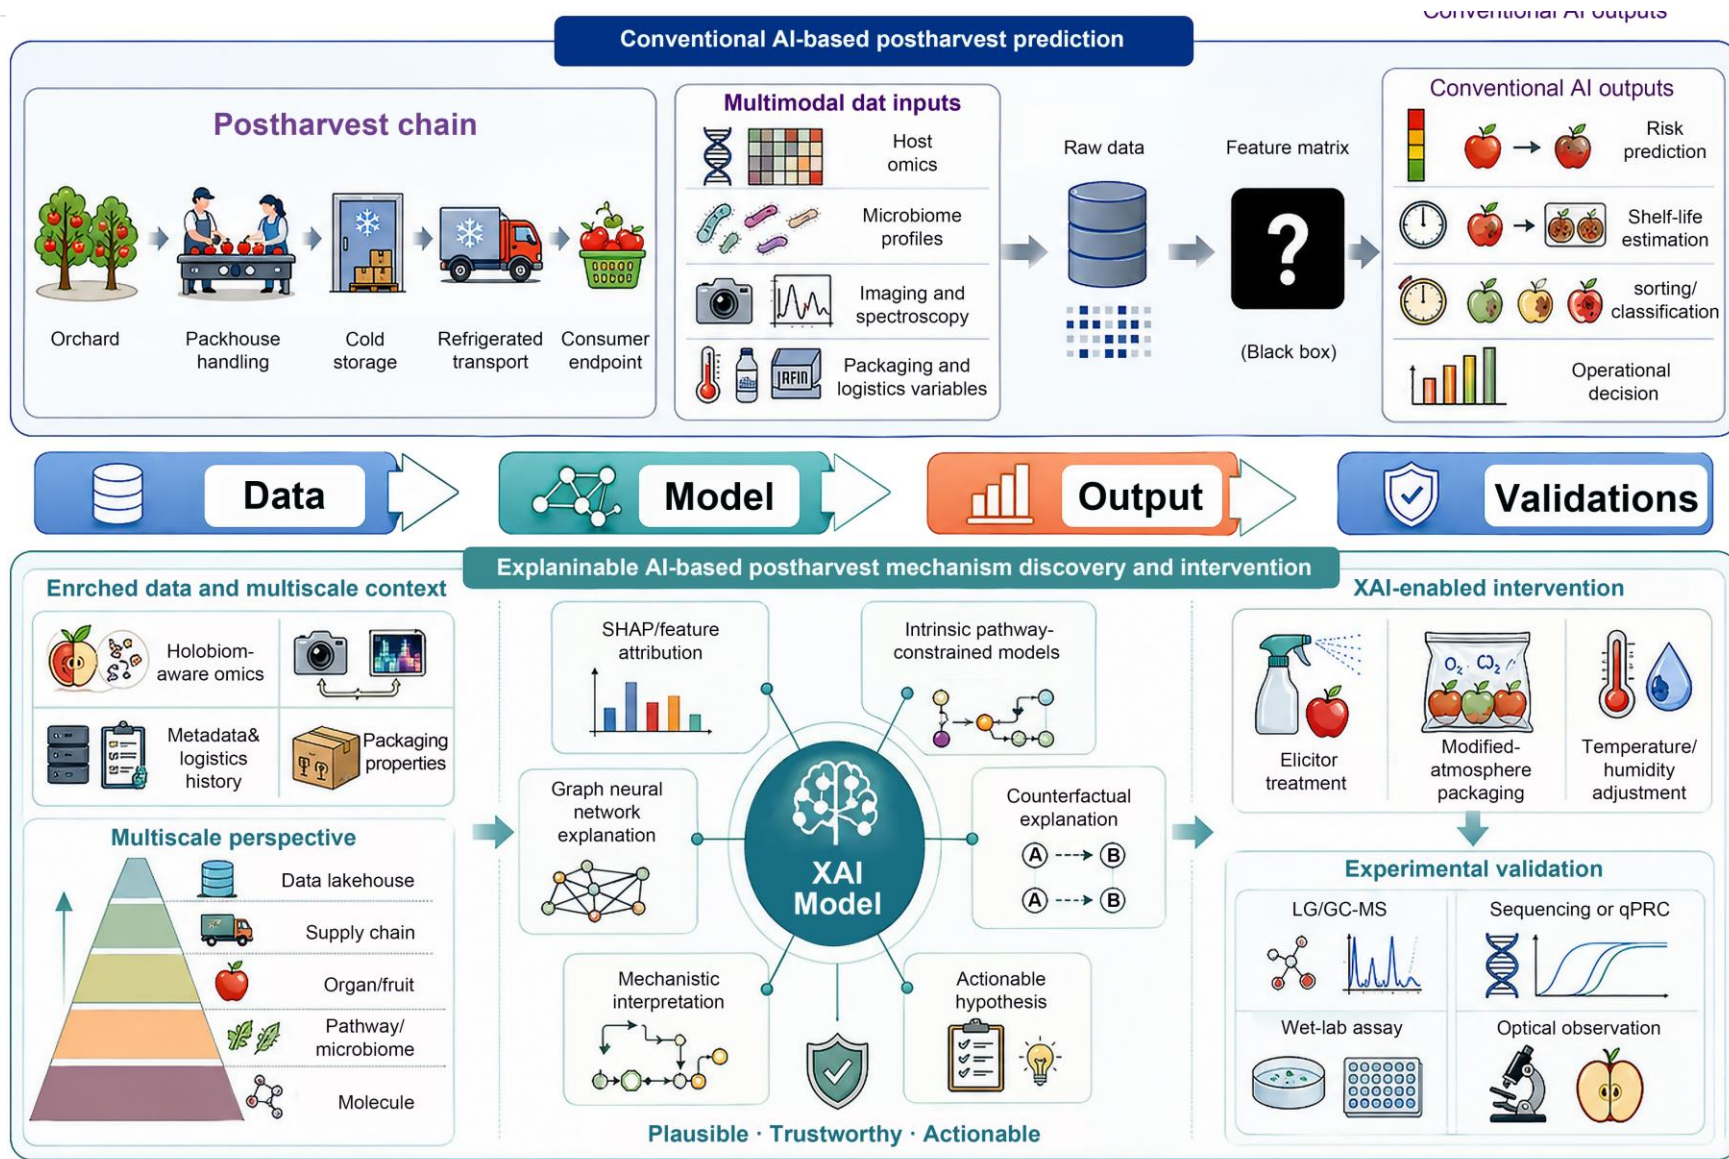 Conventional AI outputs
Conventional AI-based postharvest prediction
Postharvest chain
Orchard
Packhouse
handling
Cold
storage
Refrigerated
transport
Consumer
endpoint
Multimodal dat inputs
Host
omics
Microbiome
profiles
Imaging and
spectroscopy
Packaging and
logistics variables
Raw data
Feature matrix
?
(Black box)
Conventional AI outputs
Risk
prediction
Shelf-life
estimation
sorting/
classification
Operational
decision
Data
Model
Output
Validations
Explaninable AI-based postharvest mechanism discovery and intervention
Enrched data and multiscale context
Holobiom-
aware omics
Metadata&
logistics
history
Packaging
properties
Multiscale perspective
Data lakehouse
Supply chain
Organ/fruit
Pathway/
microbiome
Molecule
SHAP/feature
attribution
Intrinsic pathway-
constrained models
Graph neural
network
explanation
XAI
Model
Counterfactual
explanation
A B
A B
Mechanistic
interpretation
Actionable
hypothesis
Plausible · Trustworthy · Actionable
XAI-enabled intervention
O₂
Elicitor
treatment
Modified-
atmosphere
packaging
Temperature/
humidity
adjustment
Experimental validation
LG/GC-MS
Sequencing or qPRC
Wet-lab assay
Optical observation